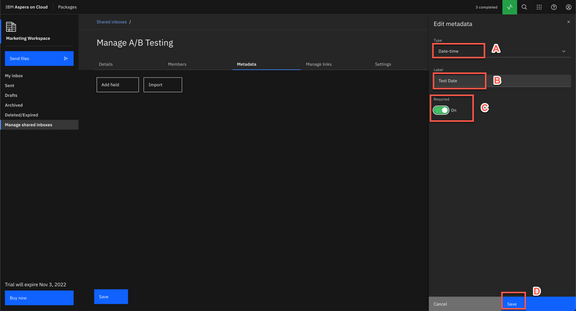 IBM Aspera on Cloud
Packages
3 completed
Marketing Workspace
Send files
My inbox
Sent
Drafts
Archived
Deleted/Expired
Manage shared inboxes
Trial will expire Nov 3, 2022
Buy now
Shared inboxes /
Manage A/B Testing
Details
Members
Metadata
Manage links
Settings
Add field
Import
Save
Edit metadata
Type
Date-time
A
Label
Test Date
B
Required
On
C
D
Cancel
Save